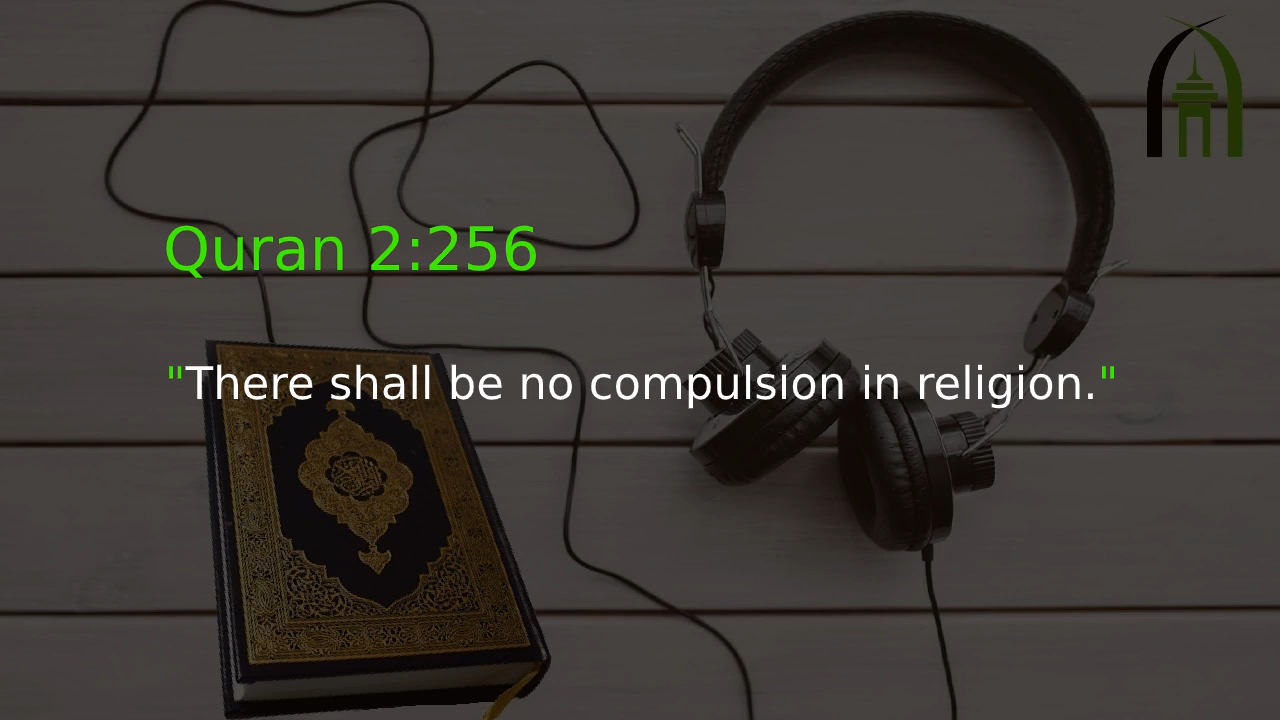 Quran 2:256
"There shall be no compulsion in religion."